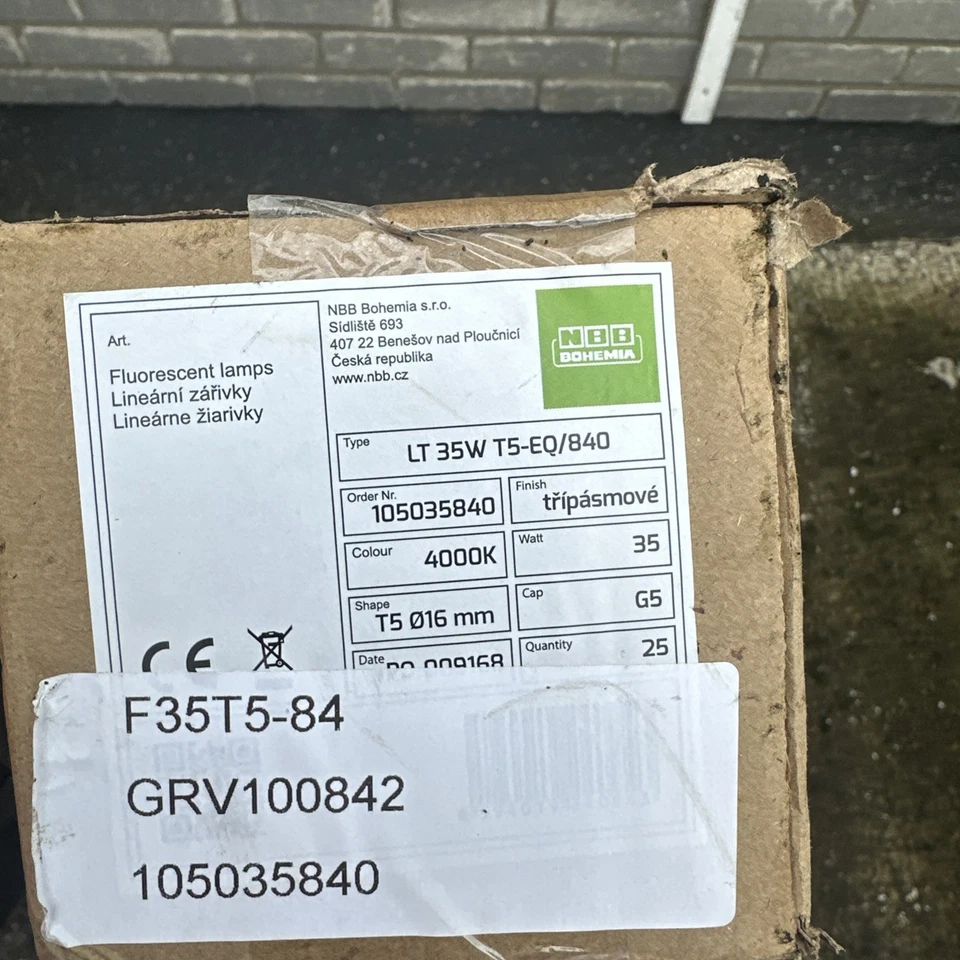 Art.
Fluorescent lamps
Lineární zářivky
Lineárne žiarivky
NBB Bohemia s.r.o.
Sídliště 693
407 22 Benešov nad Ploučnicí
Česká republika
www.nbb.cz
NBB
BOHEMIA
Type LT 35W T5-EQ/840
Order Nr. 105035840
Finish třípásmové
Colour 4000K
Watt 35
Shape T5 Ø16 mm
Cap G5
Date
Quantity 25
CE
F35T5-84
GRV100842
105035840